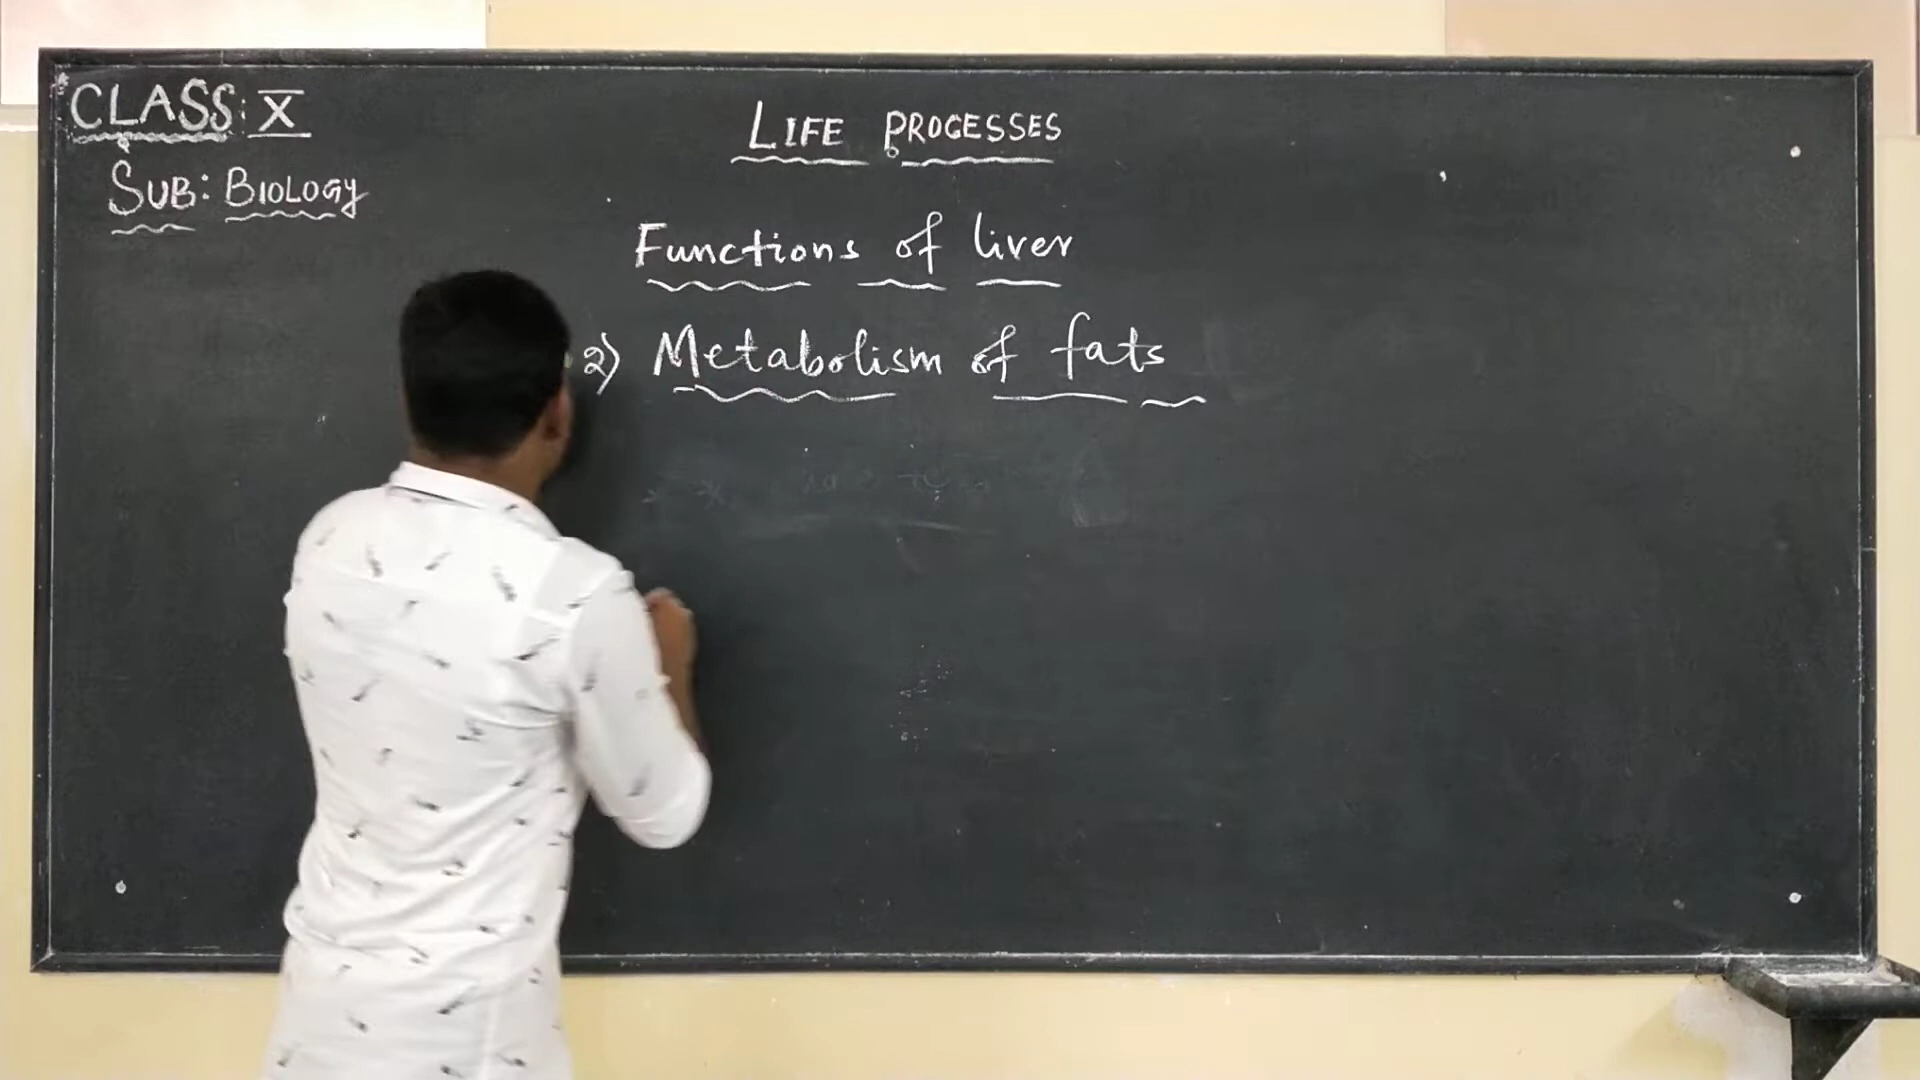 CLASS: X
SUB: BIOLOGY
LIFE PROCESSES
Functions of liver
2) Metabolism of fats